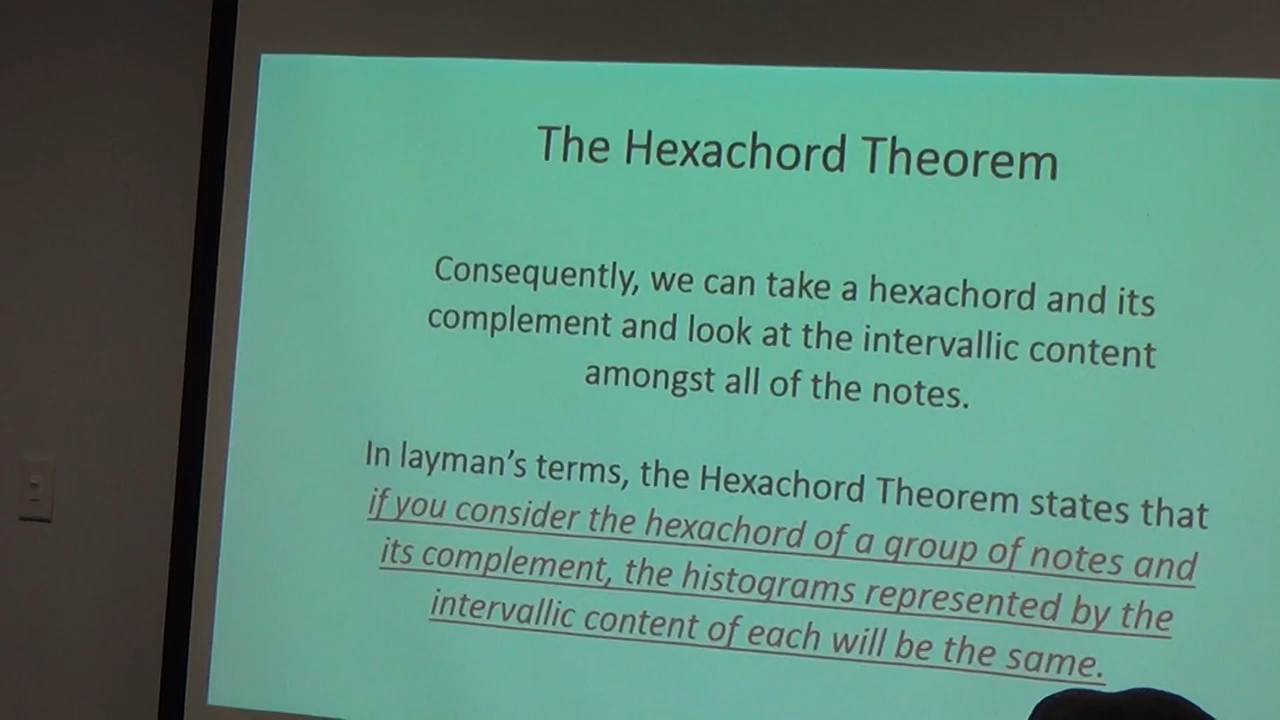 The Hexachord Theorem
Consequently, we can take a hexachord and its
complement and look at the intervallic content
amongst all of the notes.
In layman's terms, the Hexachord Theorem states that
if you consider the hexachord of a group of notes and
its complement, the histograms represented by the
intervallic content of each will be the same.